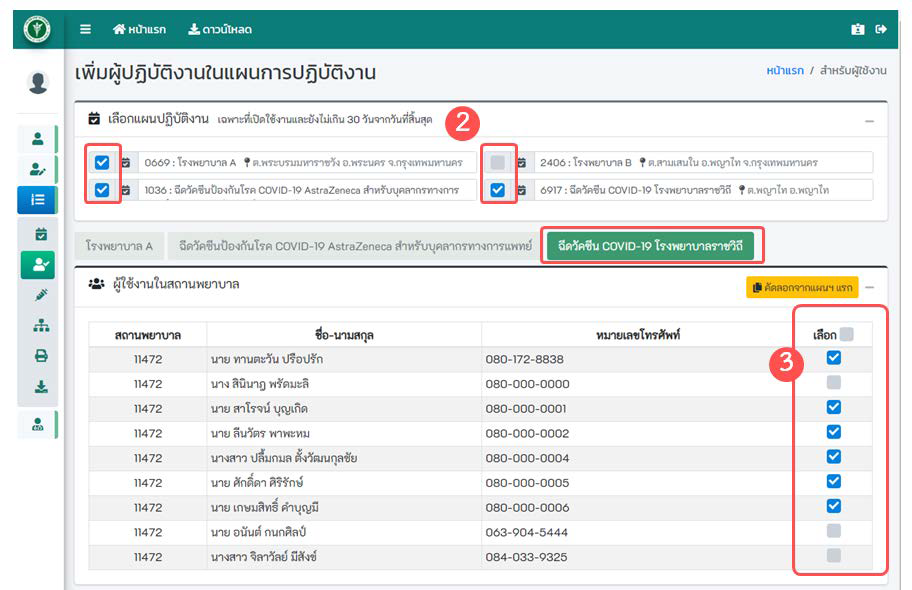 หน้าแรก ดาวน์โหลด
เพิ่มผู้ปฏิบัติงานในแผนการปฏิบัติงาน
หน้าแรก / สำหรับผู้ใช้งาน
เลือกแผนปฏิบัติงาน เฉพาะที่เปิดใช้งานและยังไม่เกิน 30 วันจากวันที่สิ้นสุด
2
0669 : โรงพยาบาล A ต.พระบรมมหาราชวัง อ.พระนคร จ.กรุงเทพมหานคร
2406 : โรงพยาบาล B ต.สามเสนใน อ.พญาไท จ.กรุงเทพมหานคร
1036 : ฉีดวัคซีนป้องกันโรค COVID-19 AstraZeneca สำหรับบุคลกรทางการ
6917 : ฉีดวัคซีน COVID-19 โรงพยาบาลราชวิถี ต.พญาไท อ.พญาไท
โรงพยาบาล A ฉีดวัคซีนป้องกันโรค COVID-19 AstraZeneca สำหรับบุคลากรทางการแพทย์ ฉีดวัคซีน COVID-19 โรงพยาบาลราชวิถี
ผู้ใช้งานในสถานพยาบาล
คัดลอกจากแผนฯ แรก
สถานพยาบาล ชื่อ-นามสกุล หมายเลขโทรศัพท์ เลือก
3
11472 นาย ทานตะวัน ปรือปรัก 080-172-8838
11472 นาง สินินาฎ พรัดมะลิ 080-000-0000
11472 นาย สาโรจน์ บุญเกิด 080-000-0001
11472 นาย ลีนวัตร พาพะหม 080-000-0002
11472 นางสาว ปลื้มกมล ตั้งวัฒนกุลชัย 080-000-0004
11472 นาย ศักดิ์ดา ศิริรักษ์ 080-000-0005
11472 นาย เกษมสิทธิ์ คำบุญมี 080-000-0006
11472 นาย อนันต์ กนกศิลป์ 063-904-5444
11472 นางสาว จิลาวัลย์ มีสังข์ 084-033-9325